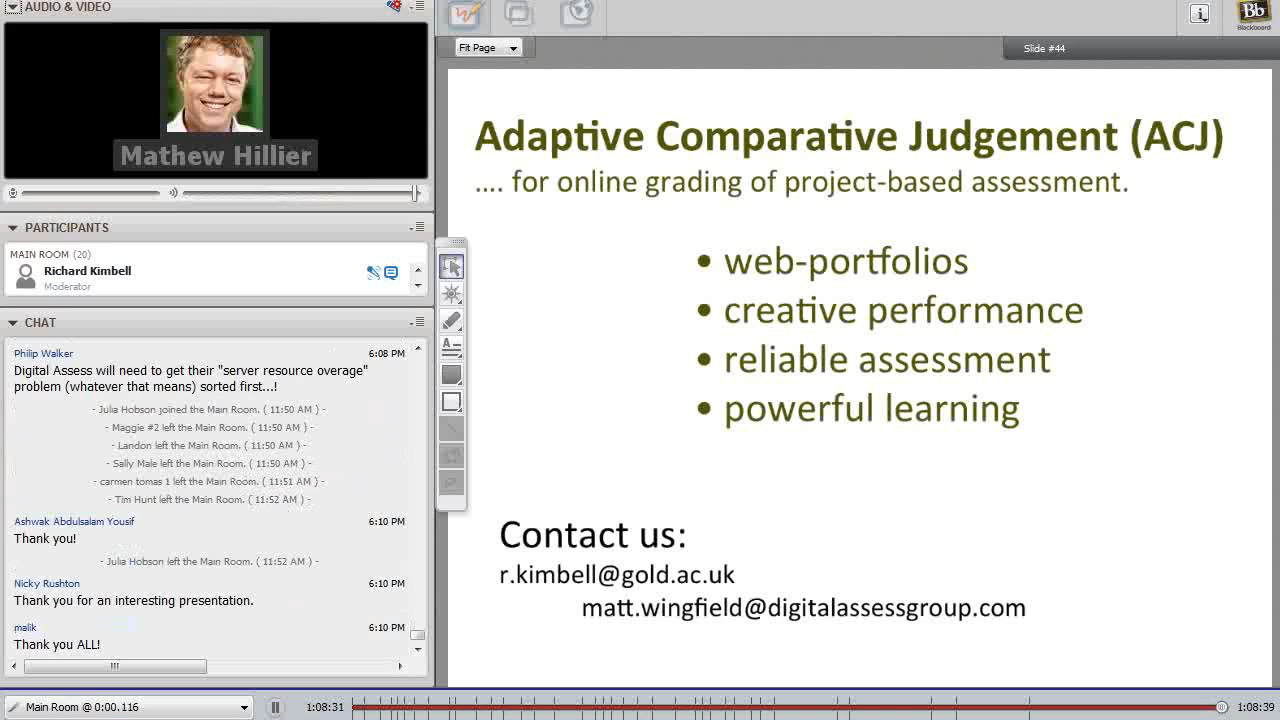 AUDIO & VIDEO
Mathew Hillier
PARTICIPANTS
MAIN ROOM (20)
Richard Kimbell
Moderator
CHAT
Philip Walker 6:08 PM
Digital Assess will need to get their "server resource overage"
problem (whatever that means) sorted first...!
- Julia Hobson joined the Main Room. ( 11:50 AM ) -
- Maggie #2 left the Main Room. ( 11:50 AM ) -
- Landon left the Main Room. ( 11:50 AM ) -
- Sally Male left the Main Room. ( 11:50 AM ) -
- carmen tomas 1 left the Main Room. ( 11:51 AM ) -
- Tim Hunt left the Main Room. ( 11:52 AM ) -
Ashwak Abdulsalam Yousif 6:10 PM
Thank you!
- Julia Hobson left the Main Room. ( 11:52 AM ) -
Nicky Rushton 6:10 PM
Thank you for an interesting presentation.
malik 6:10 PM
Thank you ALL!
Main Room @ 0:00.116
1:08:31
1:08:39
Fit Page
Slide #44
Bb
Blackboard
Adaptive Comparative Judgement (ACJ)
.... for online grading of project-based assessment.
• web-portfolios
• creative performance
• reliable assessment
• powerful learning
Contact us:
r.kimbell@gold.ac.uk
matt.wingfield@digitalassessgroup.com